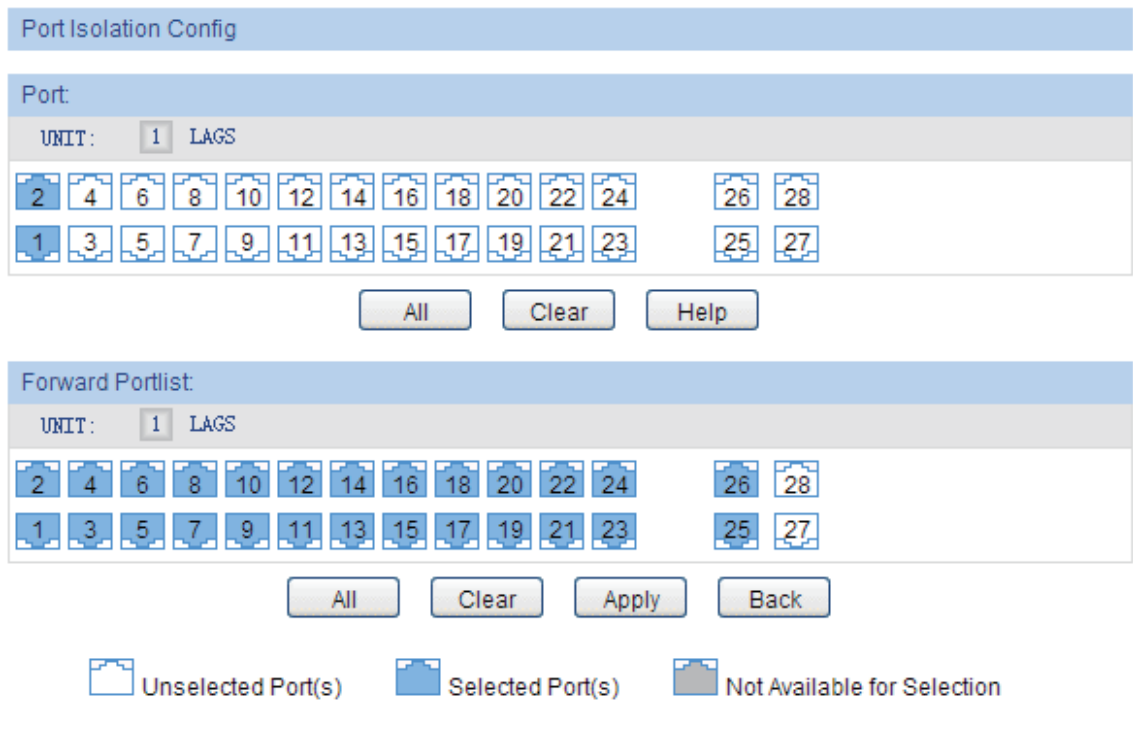 Port Isolation Config
Port:
UNIT: 1 LAGS
2 4 6 8 10 12 14 16 18 20 22 24 26 28
1 3 5 7 9 11 13 15 17 19 21 23 25 27
All Clear Help
Forward Portlist:
UNIT: 1 LAGS
2 4 6 8 10 12 14 16 18 20 22 24 26 28
1 3 5 7 9 11 13 15 17 19 21 23 25 27
All Clear Apply Back
Unselected Port(s) Selected Port(s) Not Available for Selection